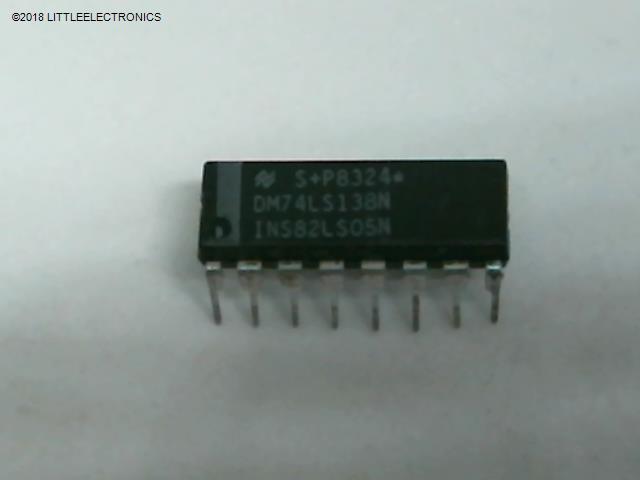 ©2018 LITTLEELECTRONICS
S+P8324*
DM74LS138N
INS82LS05N